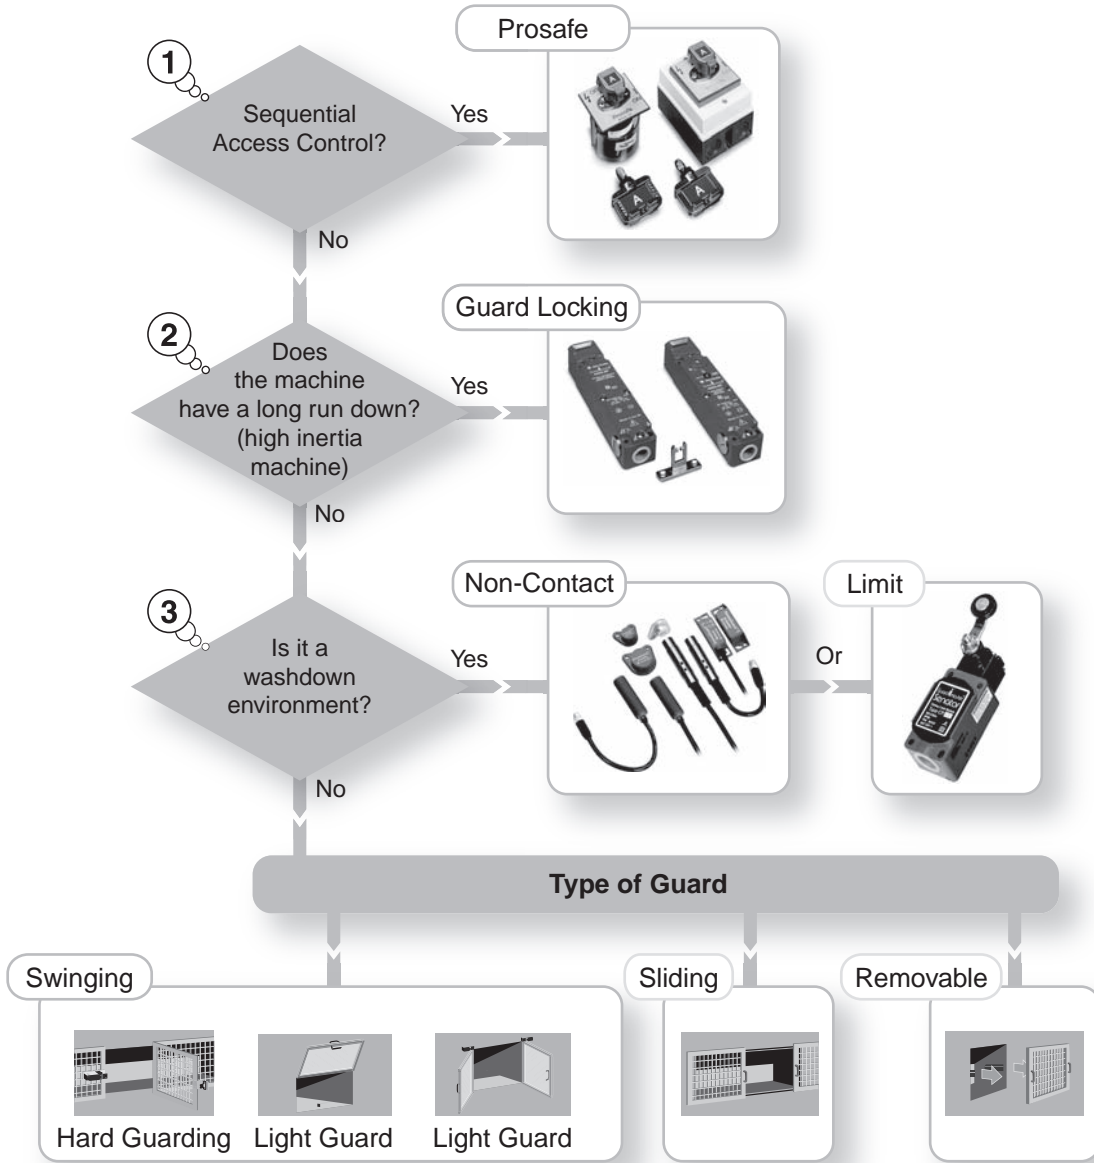 Prosafe
1
Sequential
Access Control?
Yes
A
A
A
A
No
Guard Locking
2
Does
the machine
have a long run down?
(high inertia
machine)
Yes
No
Non-Contact
Limit
3
Is it a
washdown
environment?
Yes
Or
No
Type of Guard
Swinging
Sliding
Removable
Hard Guarding
Light Guard
Light Guard